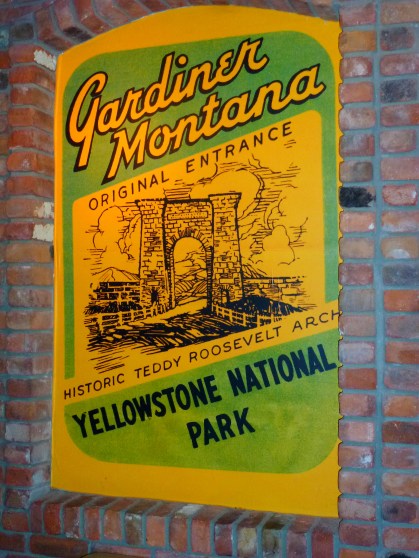 Gardiner
Montana
ORIGINAL ENTRANCE
HISTORIC TEDDY ROOSEVELT ARCH
YELLOWSTONE NATIONAL
PARK